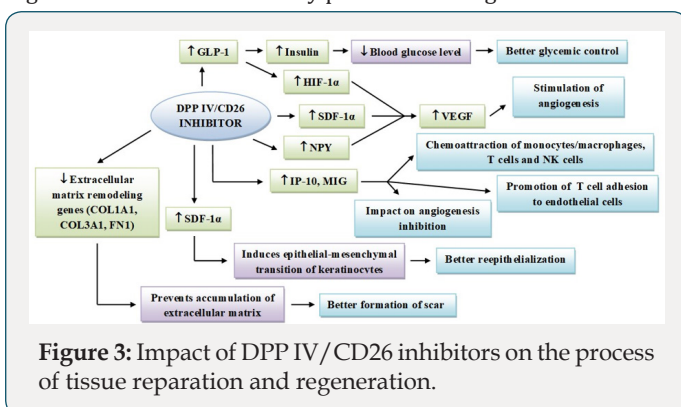 ↑ GLP-1
↑ Insulin
↓ Blood glucose level
Better glycemic control
↑ HIF-1α
Stimulation of
angiogenesis
DPP IV/CD26
INHIBITOR
↑ SDF-1α
↑ VEGF
↑ NPY
Chemoattraction of monocytes/macrophages,
T cells and NK cells
↓ Extracellular
matrix remodeling
genes (COL1A1,
COL3A1, FN1)
↑ IP-10, MIG
Promotion of T cell adhesion
to endothelial cells
↑ SDF-1α
Impact on angiogenesis
inhibition
Induces epithelial-mesenchymal
transition of keratinocytes
Better reepithelialization
Prevents accumulation of
extracellular matrix
Better formation of scar
Figure 3: Impact of DPP IV/CD26 inhibitors on the process
of tissue reparation and regeneration.